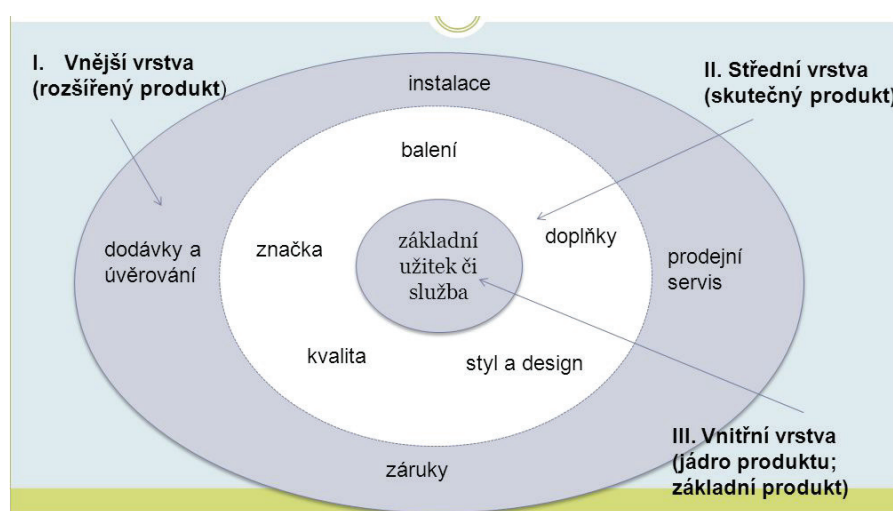 I. Vnější vrstva
(rozšířený produkt)
II. Střední vrstva
(skutečný produkt)
instalace
balení
základní
užitek či
služba
doplňky
značka
dodávky a
úvěrování
prodejní
servis
kvalita
styl a design
III. Vnitřní vrstva
(jádro produktu;
základní produkt)
záruky